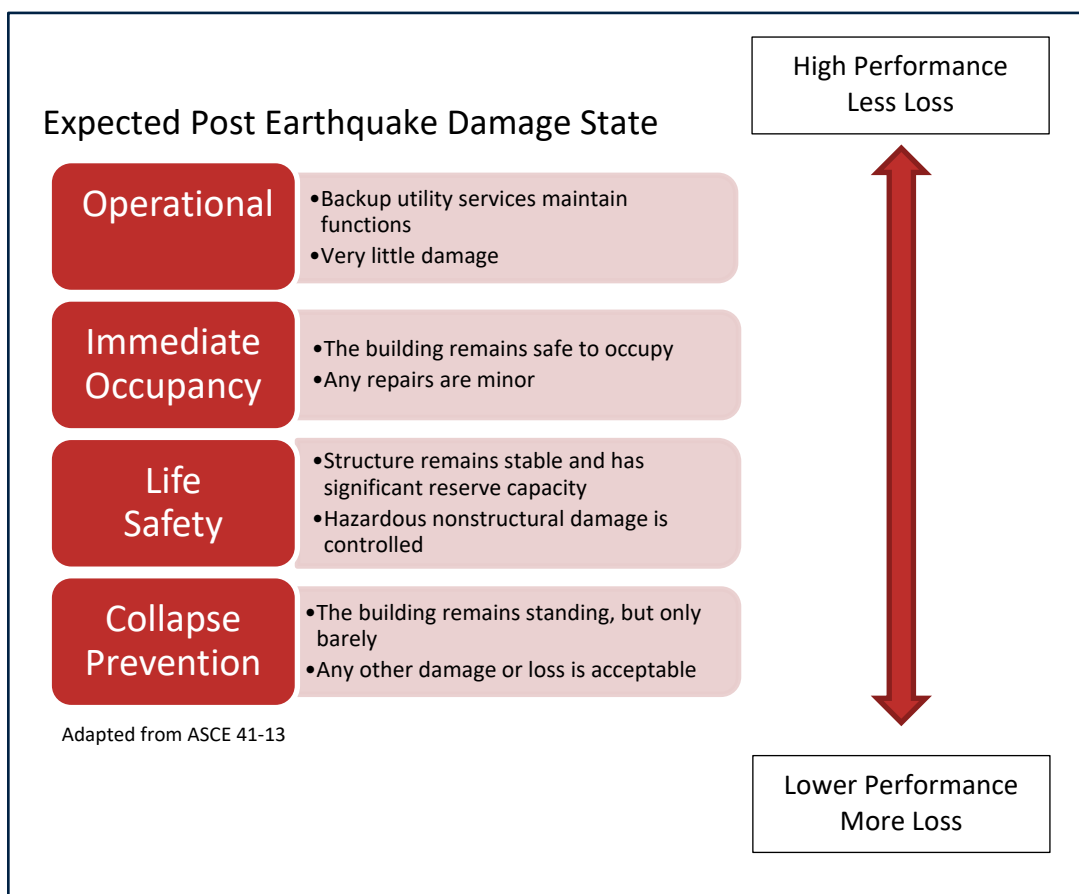 High Performance
Less Loss
Expected Post Earthquake Damage State
Operational
•Backup utility services maintain
functions
•Very little damage
Immediate
Occupancy
•The building remains safe to occupy
•Any repairs are minor
Life
Safety
•Structure remains stable and has
significant reserve capacity
•Hazardous nonstructural damage is
controlled
Collapse
Prevention
•The building remains standing, but only
barely
•Any other damage or loss is acceptable
Adapted from ASCE 41-13
Lower Performance
More Loss